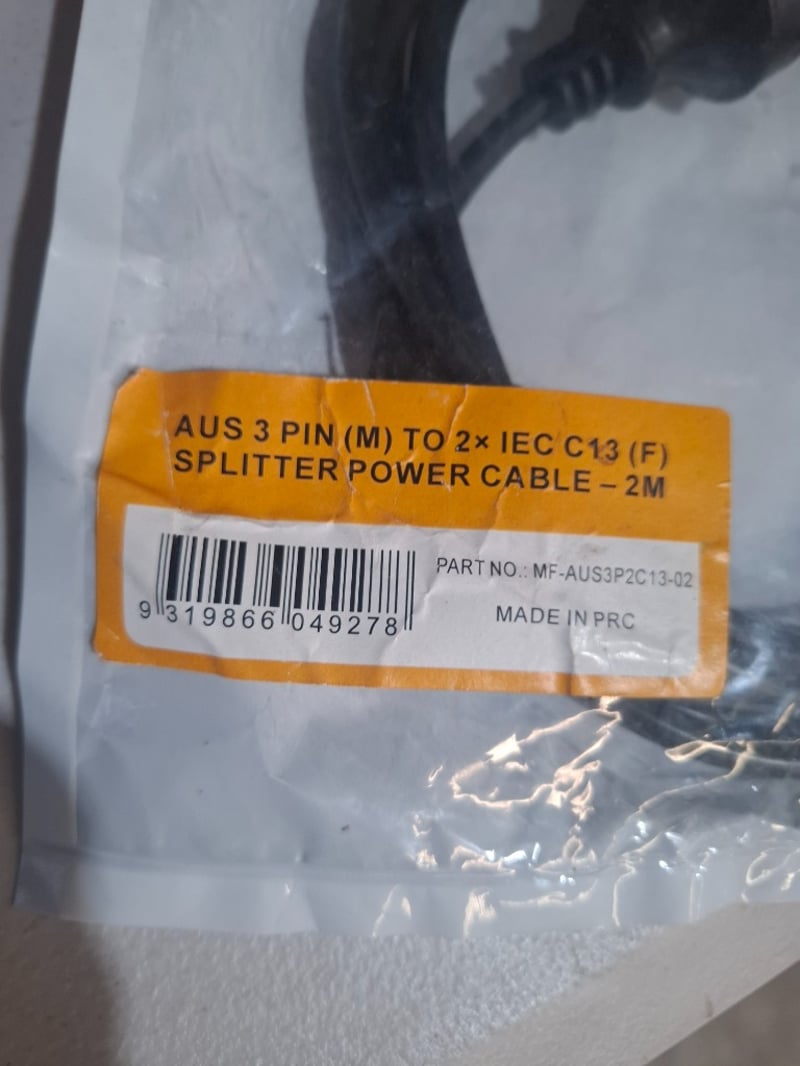 AUS 3 PIN (M) TO 2× IEC C13 (F)
SPLITTER POWER CABLE – 2M
PART NO.: MF-AUS3P2C13-02
MADE IN PRC
9 319866 049278